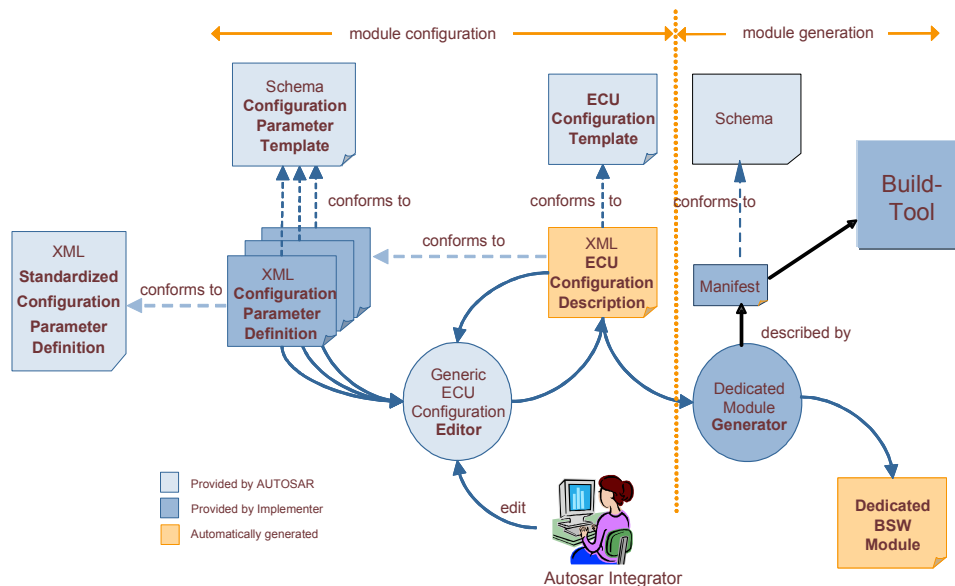 module configuration
module generation
Schema
Configuration
Parameter
Template
ECU
Configuration
Template
Schema
Build-
Tool
conforms to
conforms to
conforms to
conforms to
XML
Standardized
Configuration
Parameter
Definition
conforms to
XML
Configuration
Parameter
Definition
XML
ECU
Configuration
Description
Manifest
described by
Generic
ECU
Configuration
Editor
Dedicated
Module
Generator
Provided by AUTOSAR
Provided by Implementer
Automatically generated
edit
Autosar Integrator
Dedicated
BSW
Module